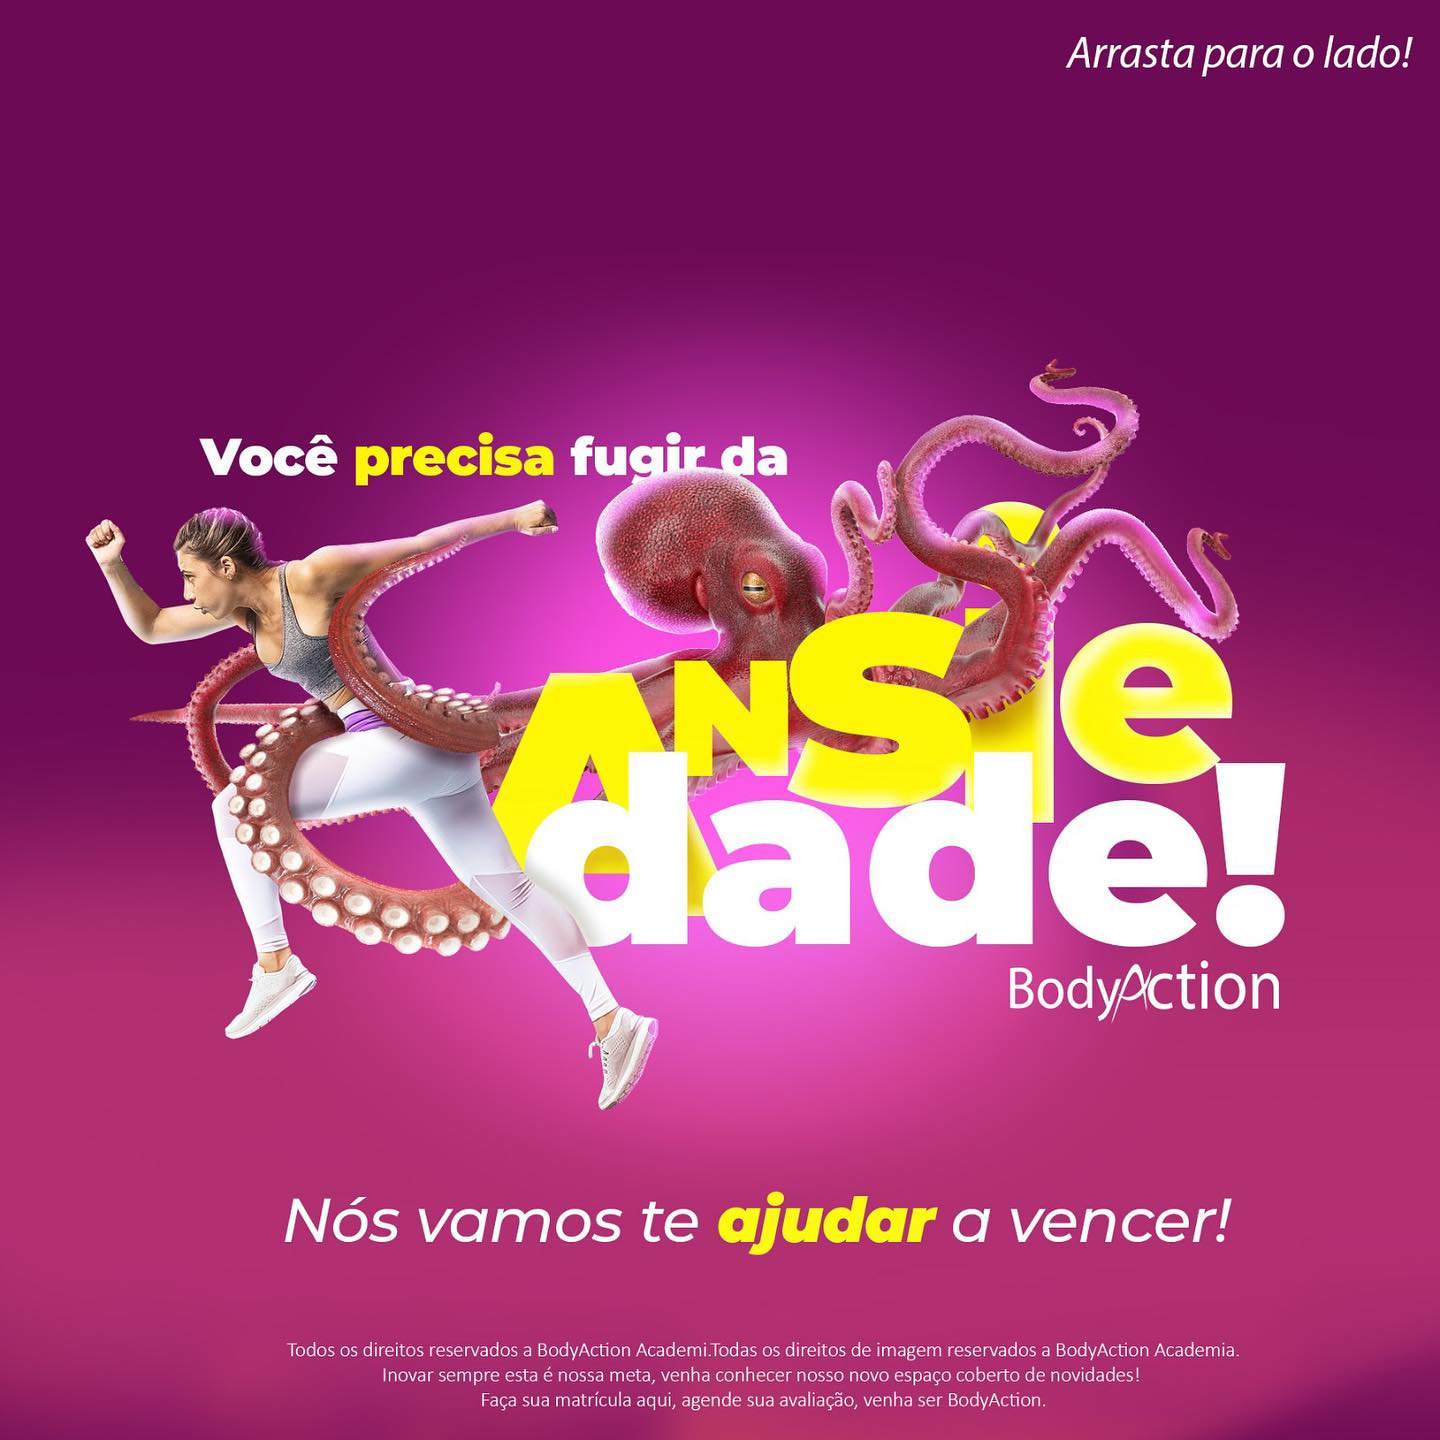 Arrasta para o lado!
Você precisa fugir da
ANSie
dade!
BodyAction
Nós vamos te ajudar a vencer!
Todos os direitos reservados a BodyAction Academi.Todas os direitos de imagem reservados a BodyAction Academia.
Inovar sempre esta é nossa meta, venha conhecer nosso novo espaço coberto de novidades!
Faça sua matrícula aqui, agende sua avaliação, venha ser BodyAction.